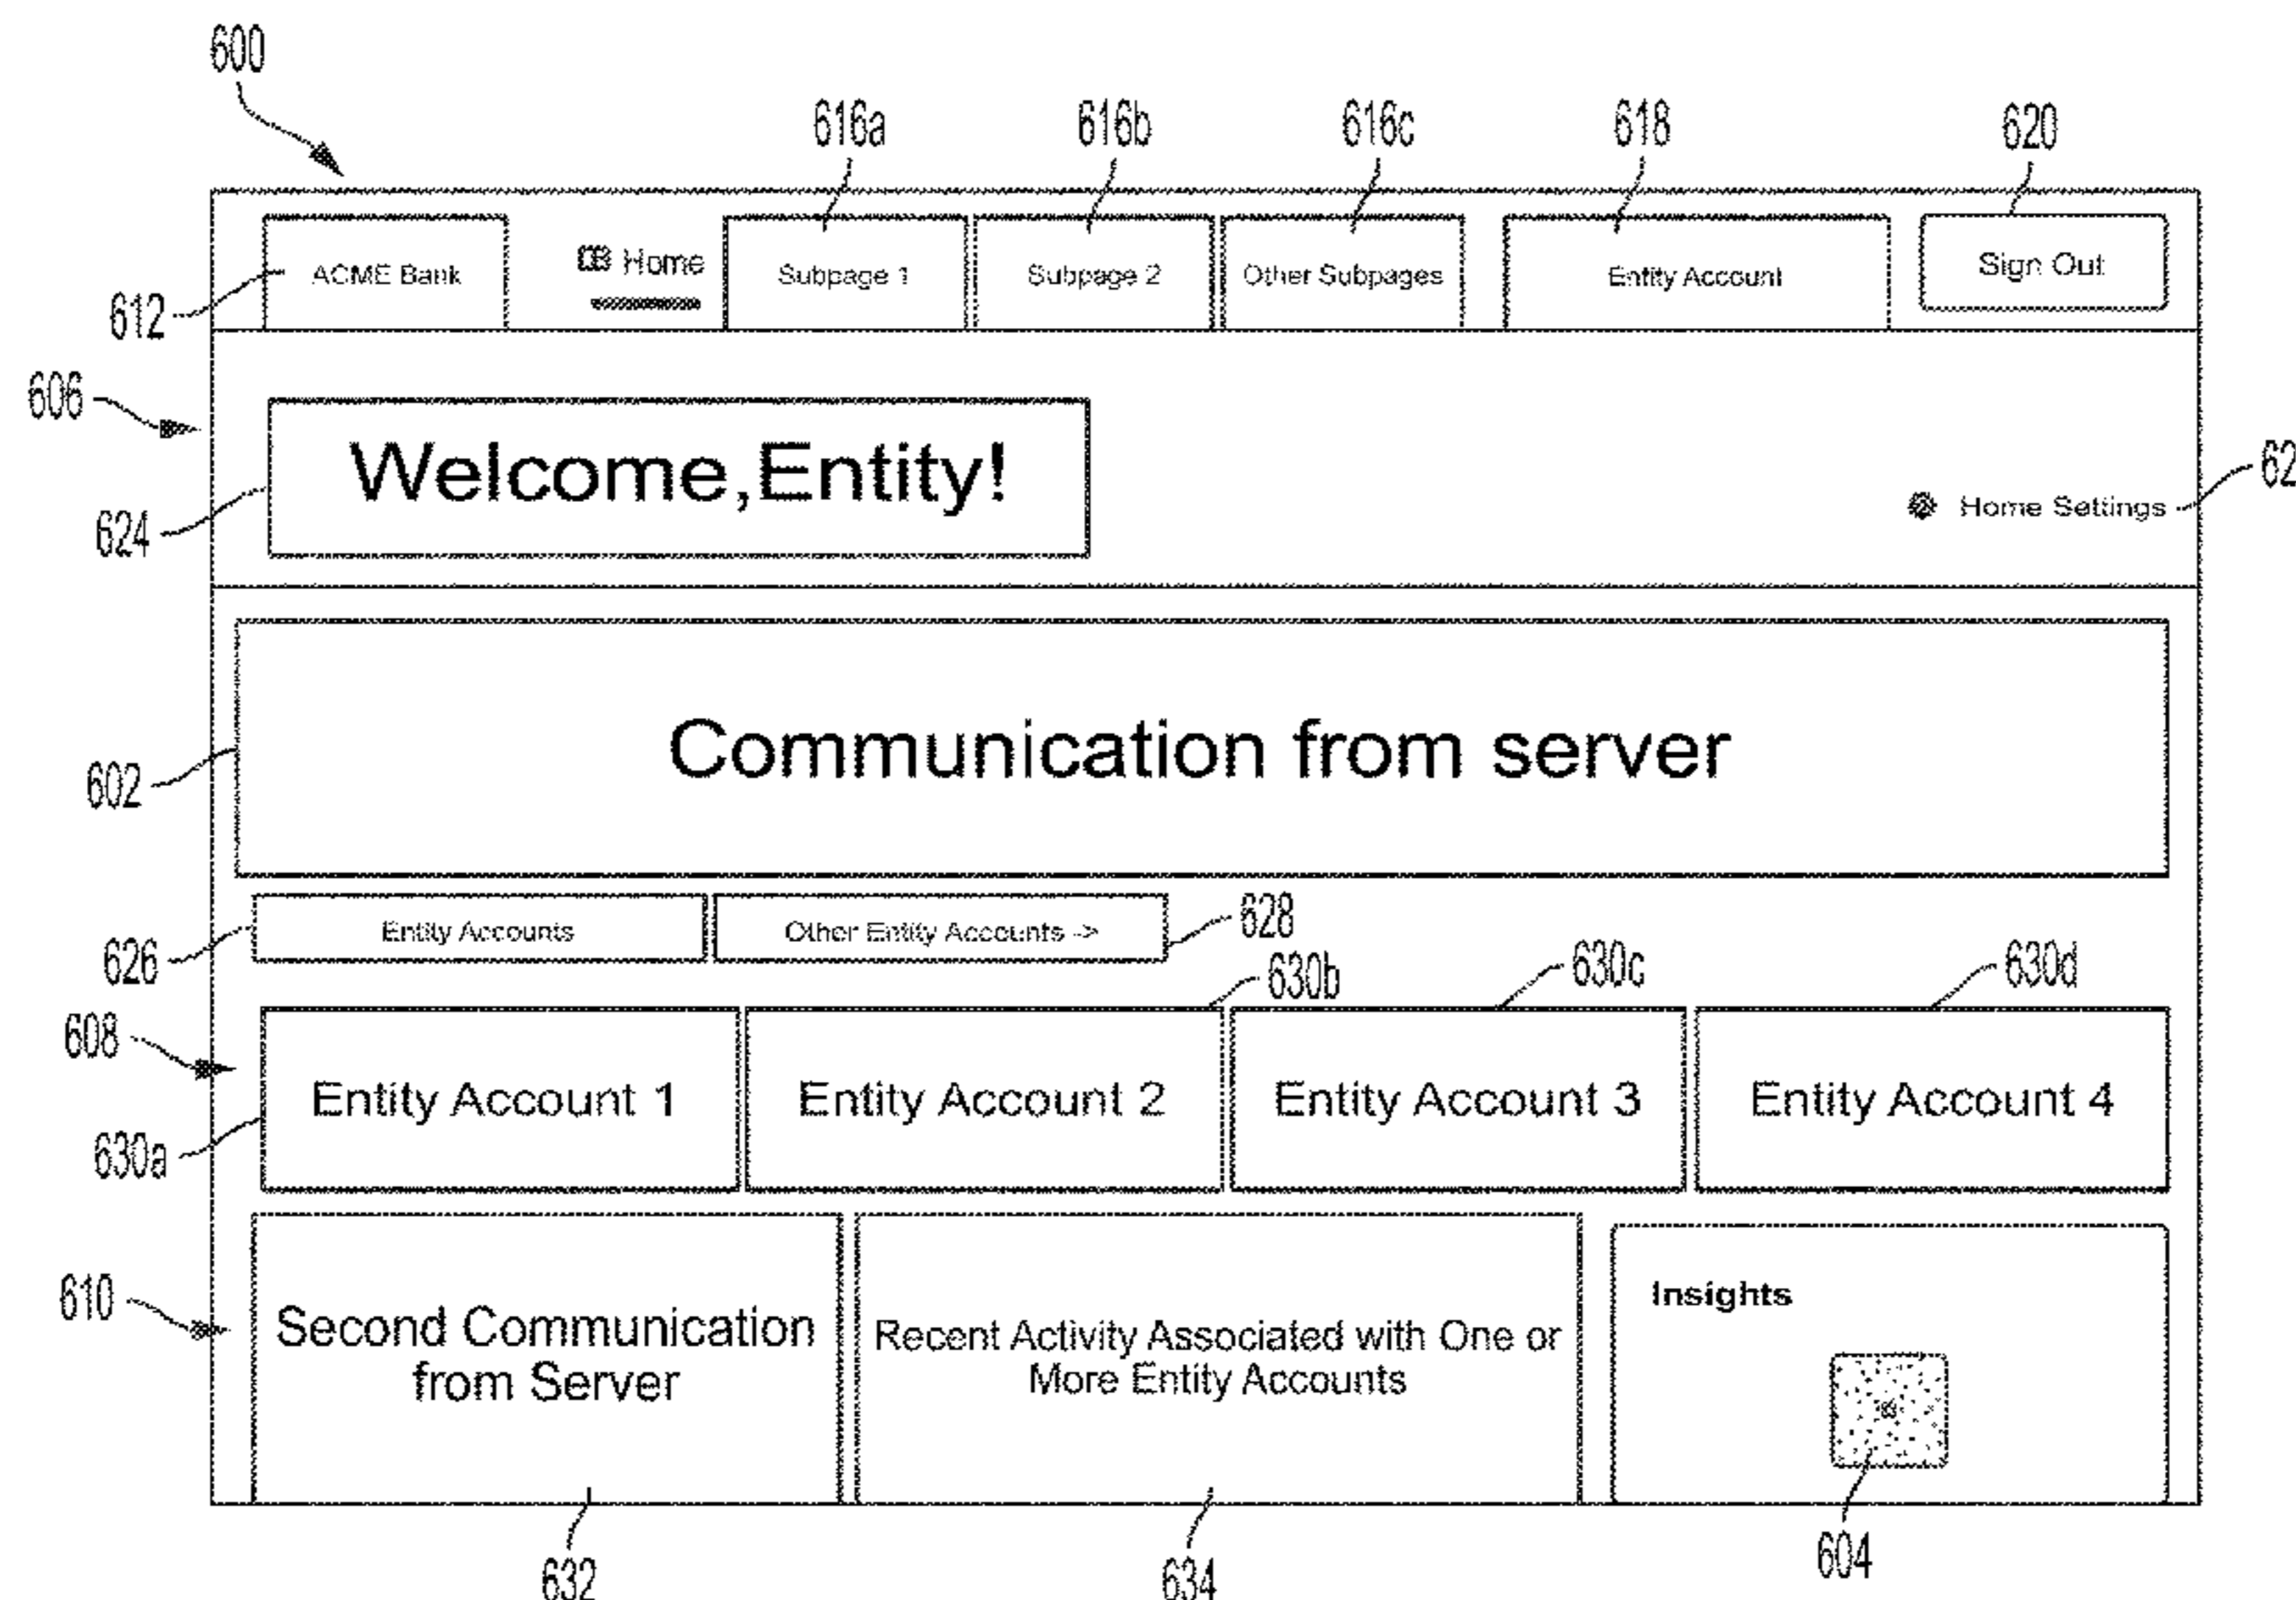 600
616a 616b 616c 618 620
ACME Bank Home Subpage 1 Subpage 2 Other Subpages Entity Account Sign Out
612
606
Welcome,Entity!
62
Home Settings
624
Communication from server
602
Entity Accounts Other Entity Accounts -> 628
626
630b 630c 630d
608
Entity Account 1 Entity Account 2 Entity Account 3 Entity Account 4
630a
Insights
610
Second Communication
from Server
Recent Activity Associated with One or
More Entity Accounts
604
632 634